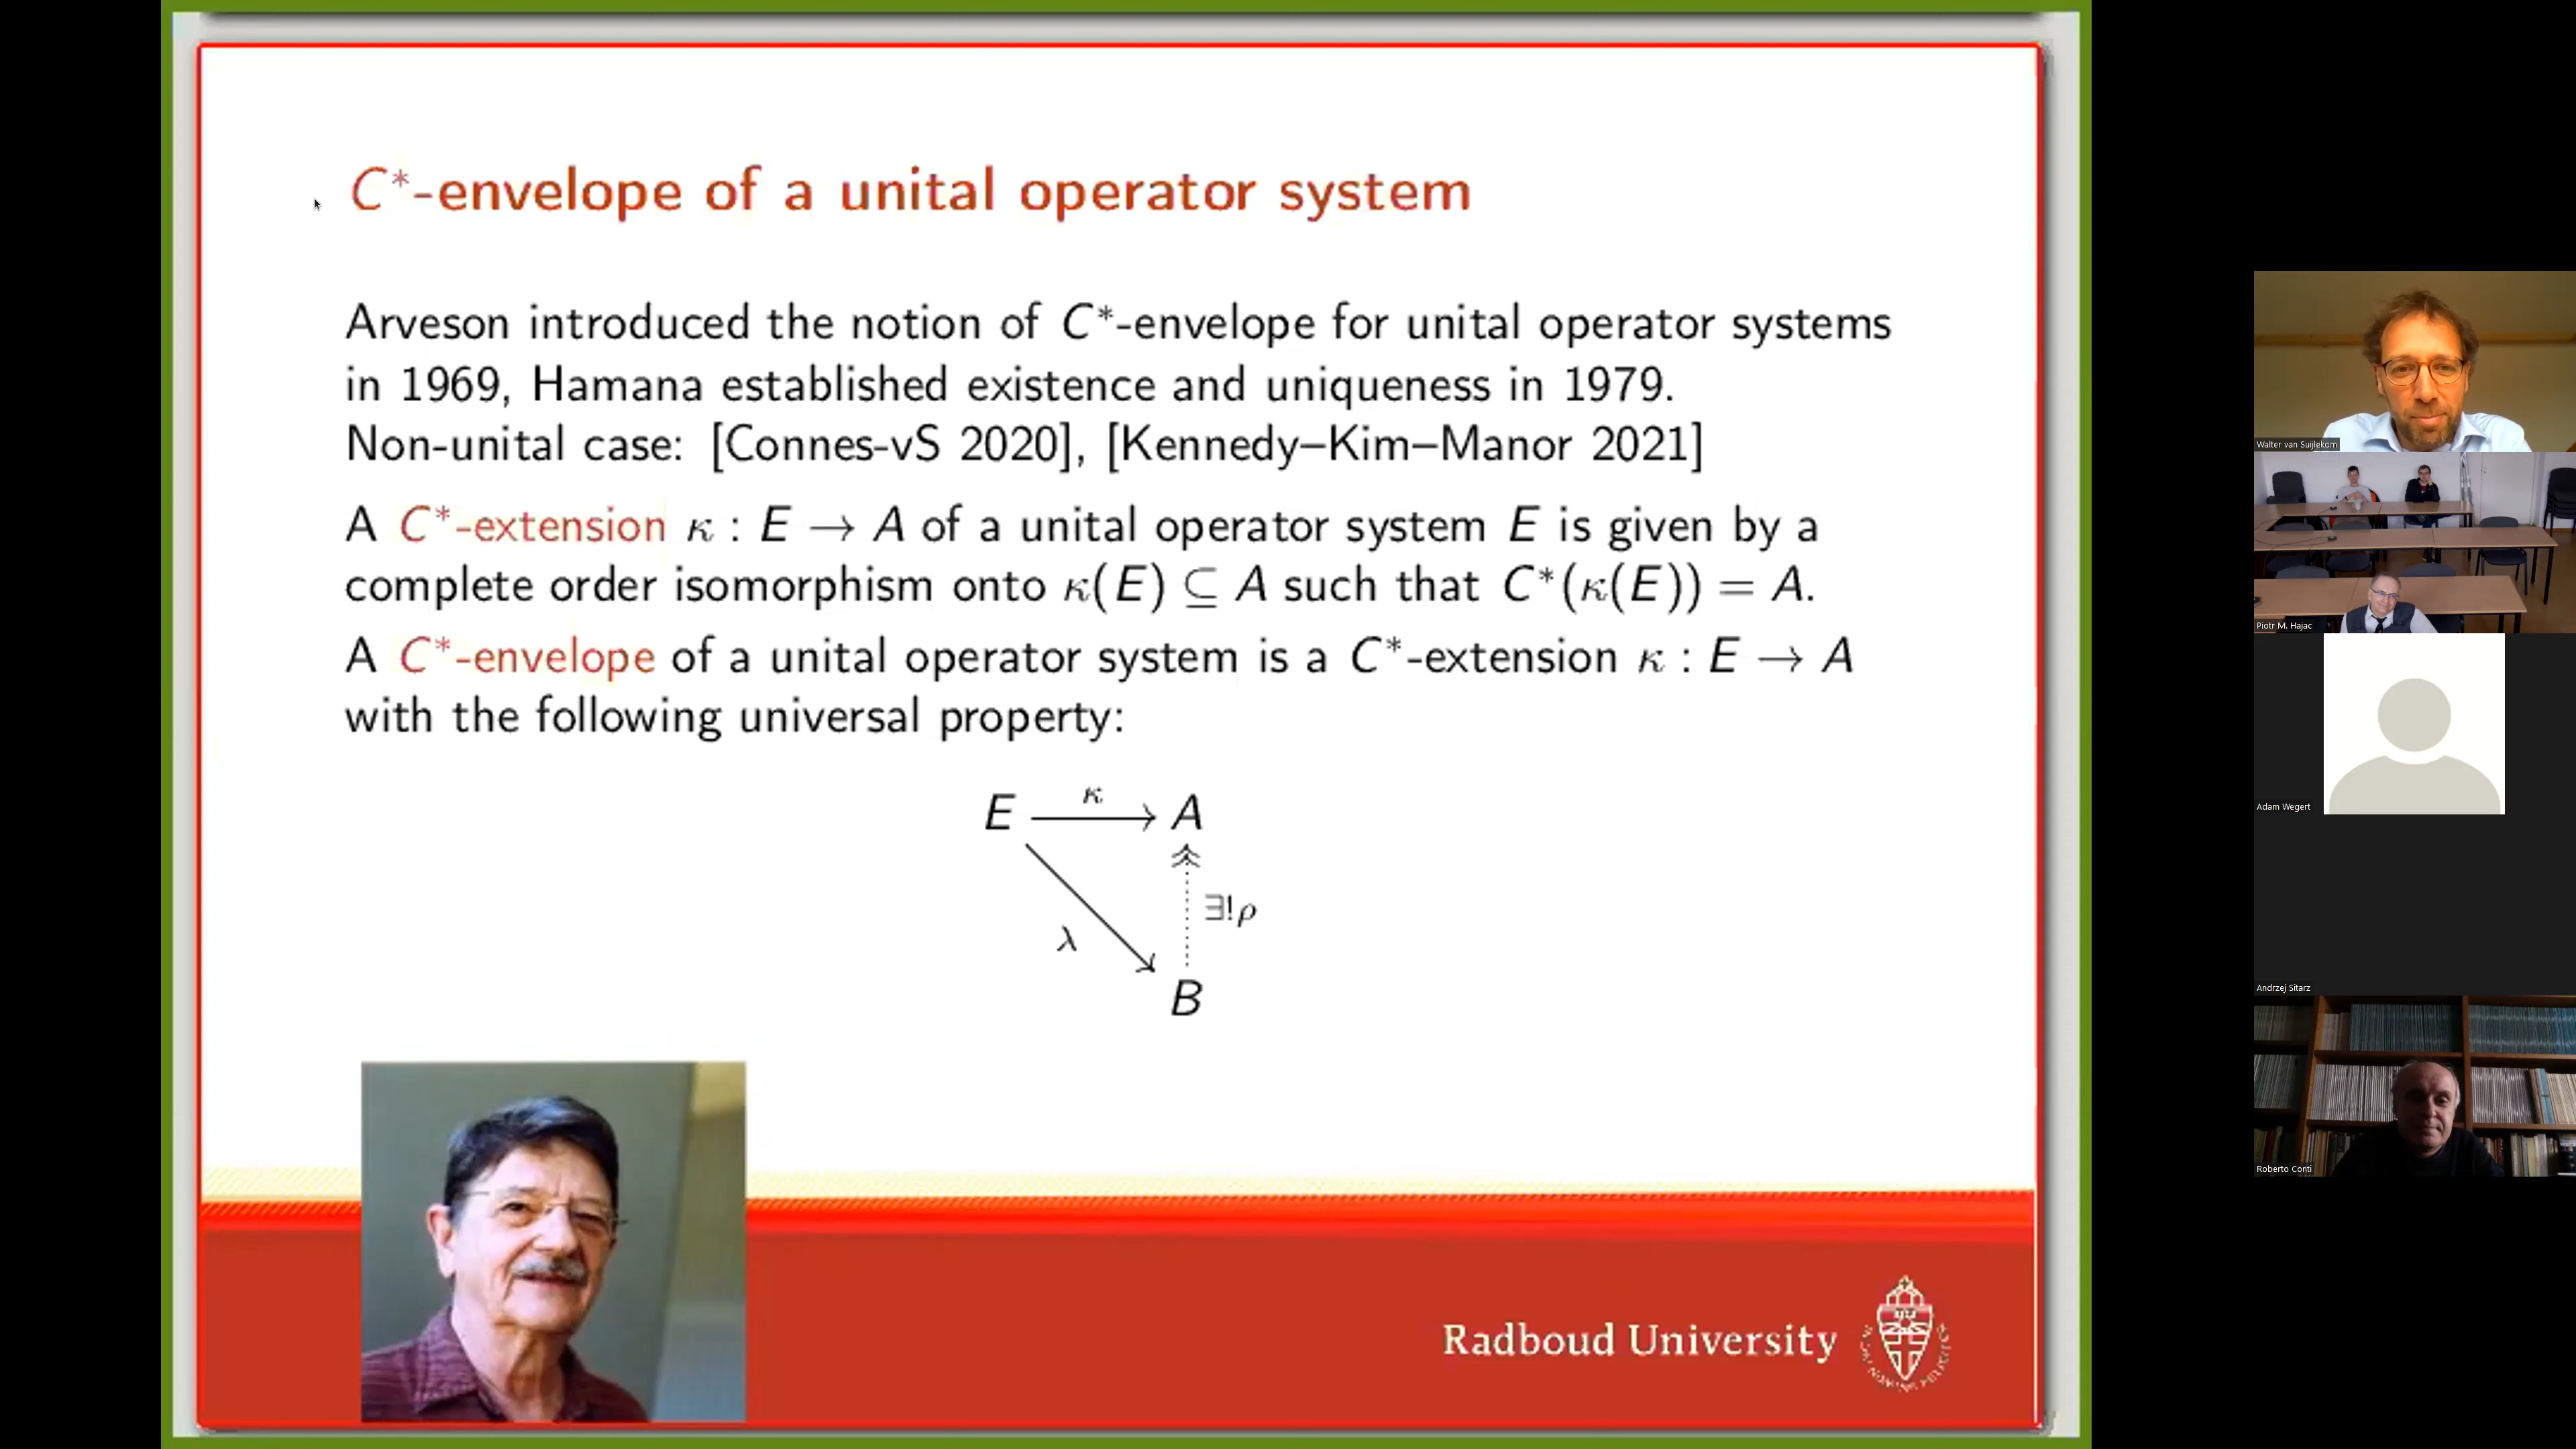 C*-envelope of a unital operator system
Arveson introduced the notion of C*-envelope for unital operator systems
in 1969, Hamana established existence and uniqueness in 1979.
Non-unital case: [Connes-vS 2020], [Kennedy–Kim–Manor 2021]
A C*-extension κ : E → A of a unital operator system E is given by a
complete order isomorphism onto κ(E) ⊆ A such that C*(κ(E)) = A.
A C*-envelope of a unital operator system is a C*-extension κ : E → A
with the following universal property:
κ
E → A
∃!ρ
λ
B
Radboud University
Walter van Suijlekom
Piotr M. Hajac
Adam Wegert
Andrzej Sitarz
Roberto Conti